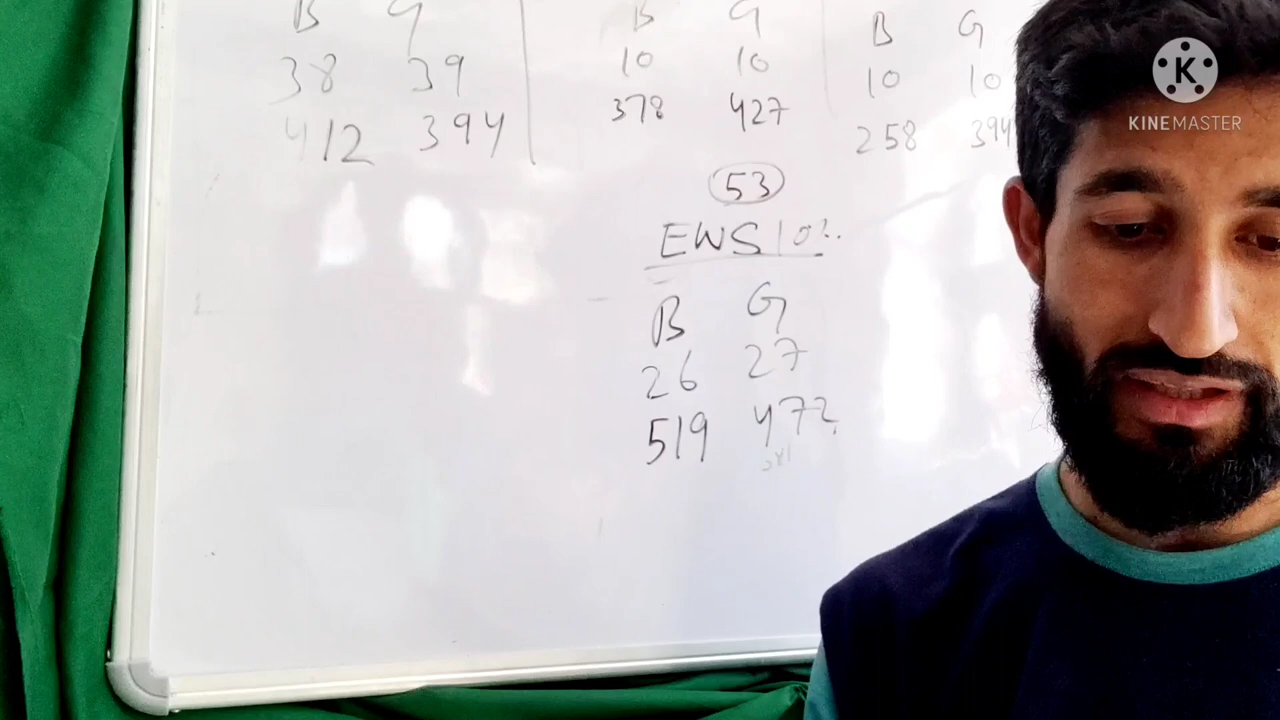 B G
38 39
412 394
B G
10 10
378 427
B G
10 10
258 394
53
EWS 10%
B G
26 27
519 472
K
KINEMASTER